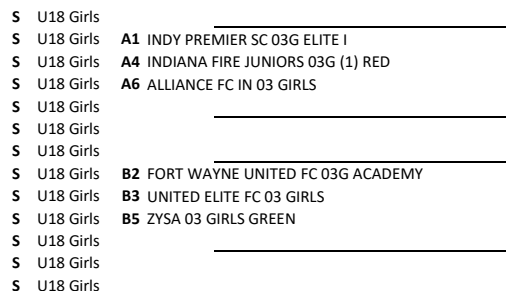 S U18 Girls
S U18 Girls A1 INDY PREMIER SC 03G ELITE I
S U18 Girls A4 INDIANA FIRE JUNIORS 03G (1) RED
S U18 Girls A6 ALLIANCE FC IN 03 GIRLS
S U18 Girls
S U18 Girls
S U18 Girls
S U18 Girls B2 FORT WAYNE UNITED FC 03G ACADEMY
S U18 Girls B3 UNITED ELITE FC 03 GIRLS
S U18 Girls B5 ZYSA 03 GIRLS GREEN
S U18 Girls
S U18 Girls
S U18 Girls